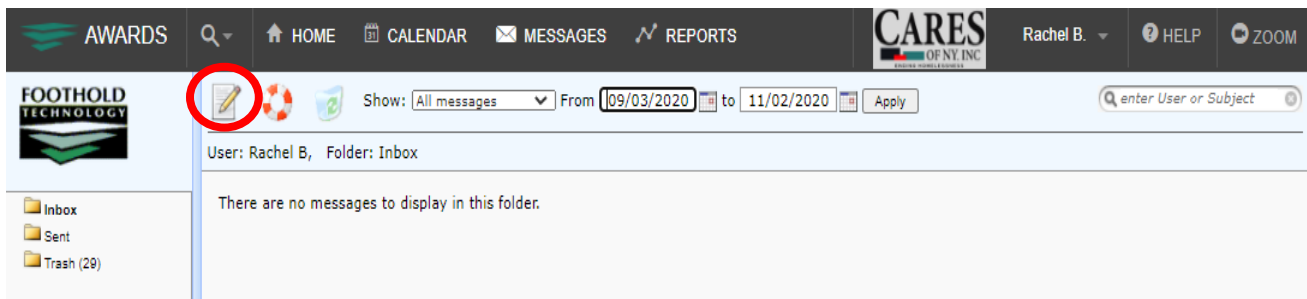 AWARDS HOME CALENDAR MESSAGES REPORTS CARES OF NY, INC ENDING HOMELESSNESS Rachel B. HELP ZOOM
FOOTHOLD
TECHNOLOGY
Show: All messages From 09/03/2020 to 11/02/2020 Apply enter User or Subject
User: Rachel B, Folder: Inbox
There are no messages to display in this folder.
Inbox
Sent
Trash (29)